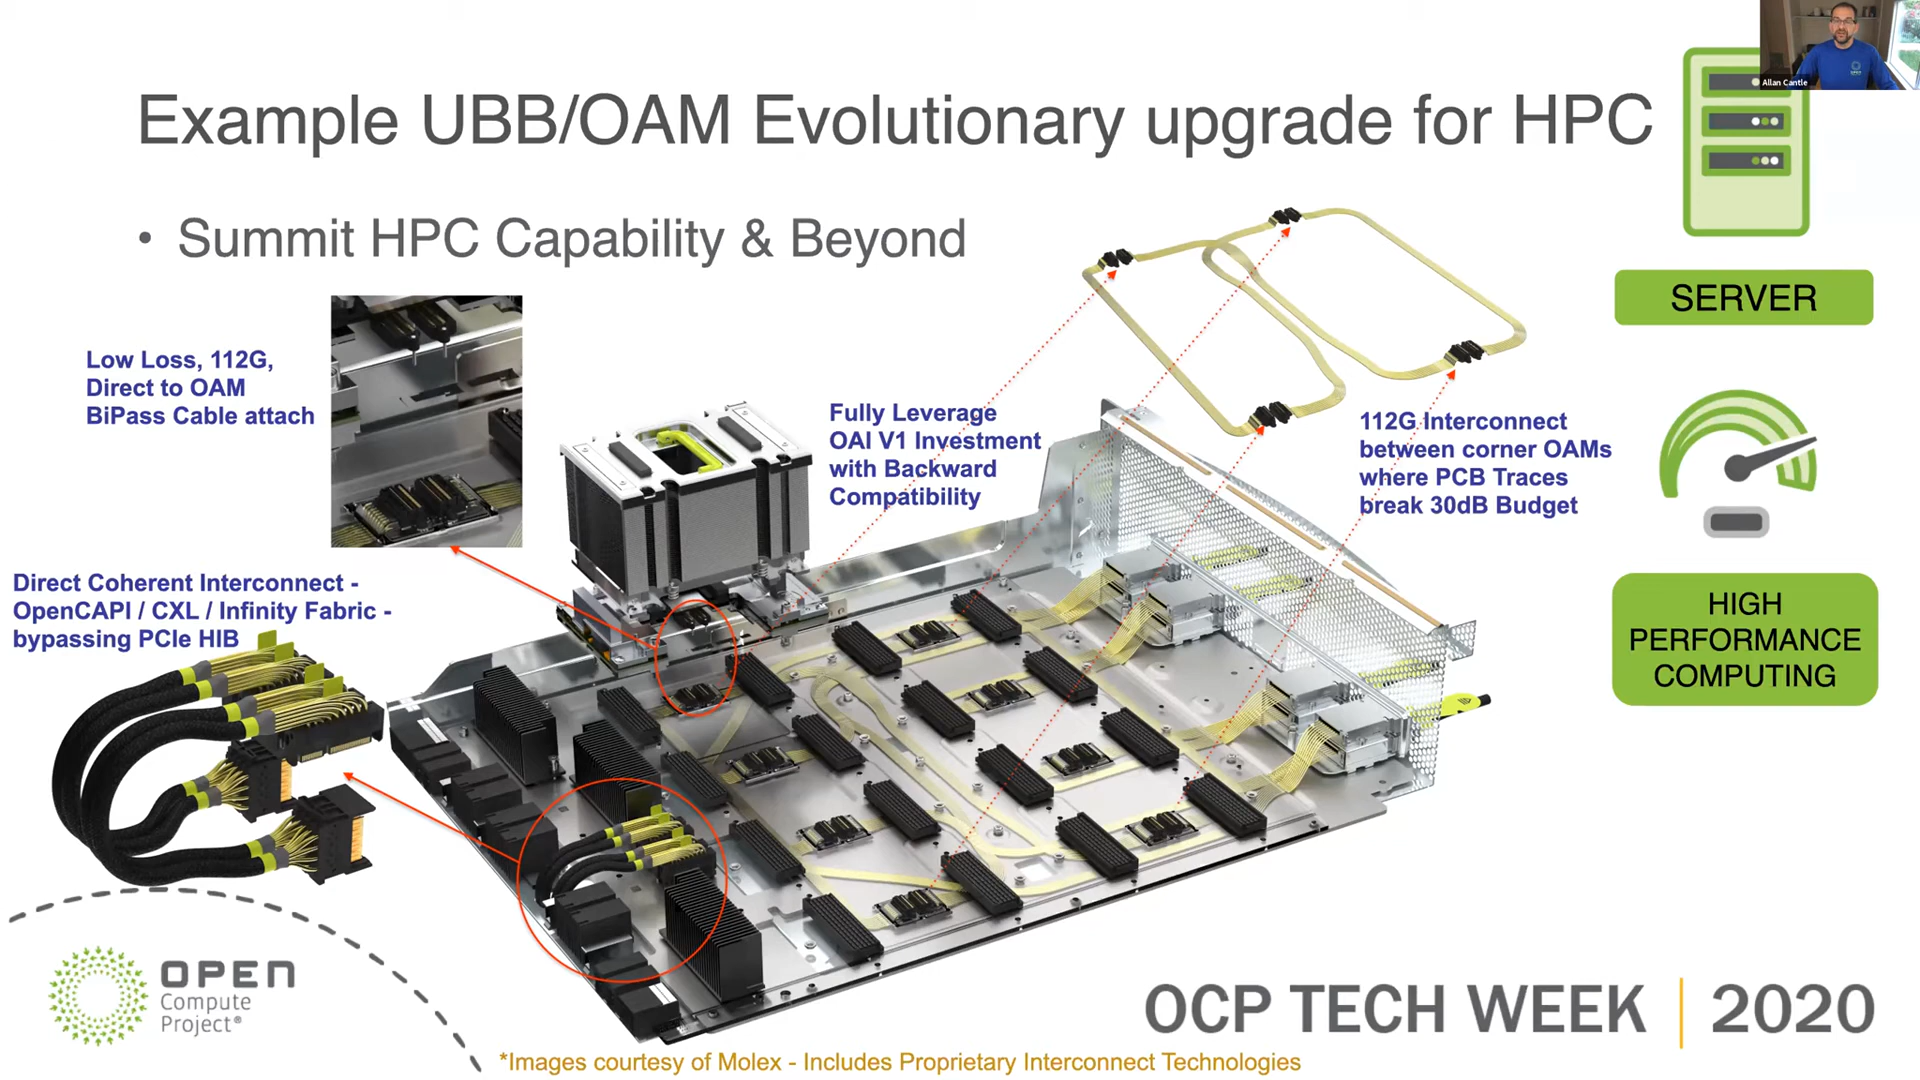 Allan Cantle
Example UBB/OAM Evolutionary upgrade for HPC
• Summit HPC Capability & Beyond
SERVER
Low Loss, 112G,
Direct to OAM
BiPass Cable attach
Fully Leverage
OAI V1 Investment
with Backward
Compatibility
112G Interconnect
between corner OAMs
where PCB Traces
break 30dB Budget
Direct Coherent Interconnect -
OpenCAPI / CXL / Infinity Fabric -
bypassing PCIe HIB
HIGH
PERFORMANCE
COMPUTING
OPEN
Compute
Project®
OCP TECH WEEK | 2020
*Images courtesy of Molex - Includes Proprietary Interconnect Technologies